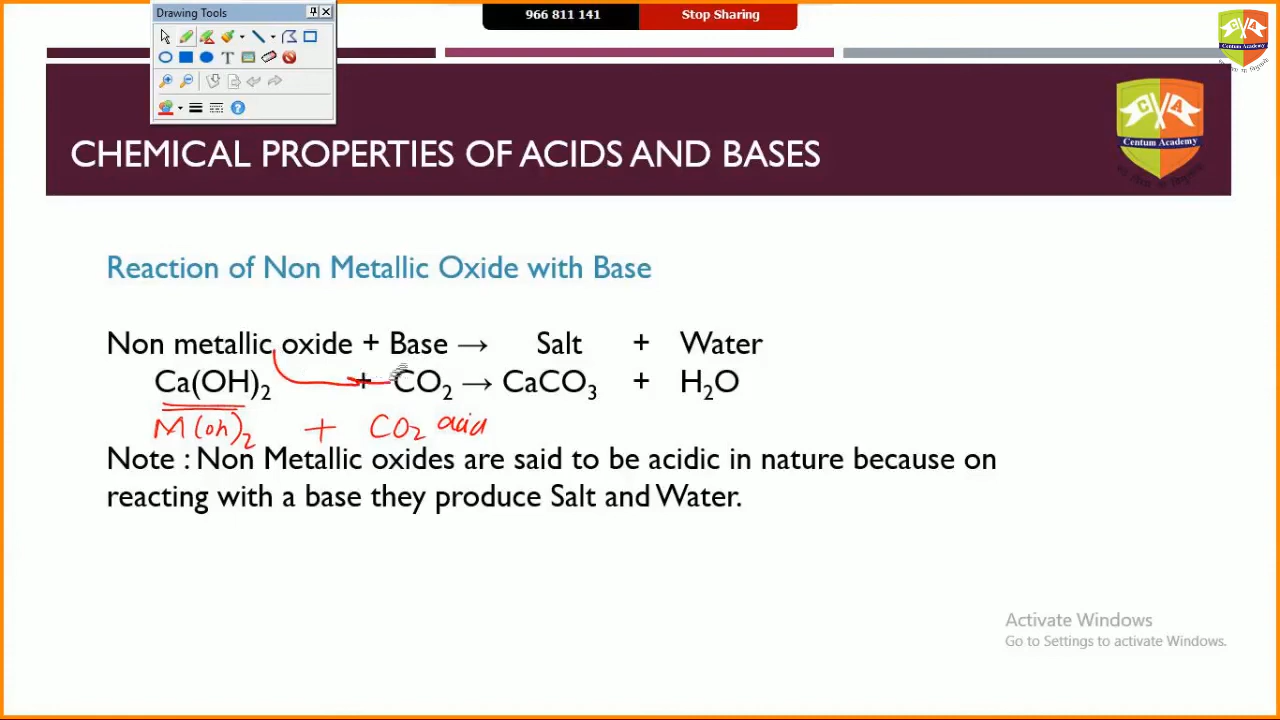 Drawing Tools
966 811 141
Stop Sharing
C A
Centum Academy
CHEMICAL PROPERTIES OF ACIDS AND BASES
C A
Centum Academy
Reaction of Non Metallic Oxide with Base
Non metallic oxide + Base → Salt + Water
Ca(OH)₂ + CO₂ → CaCO₃ + H₂O
M(oh)₂ + CO₂ acid
Note : Non Metallic oxides are said to be acidic in nature because on
reacting with a base they produce Salt and Water.
Activate Windows
Go to Settings to activate Windows.